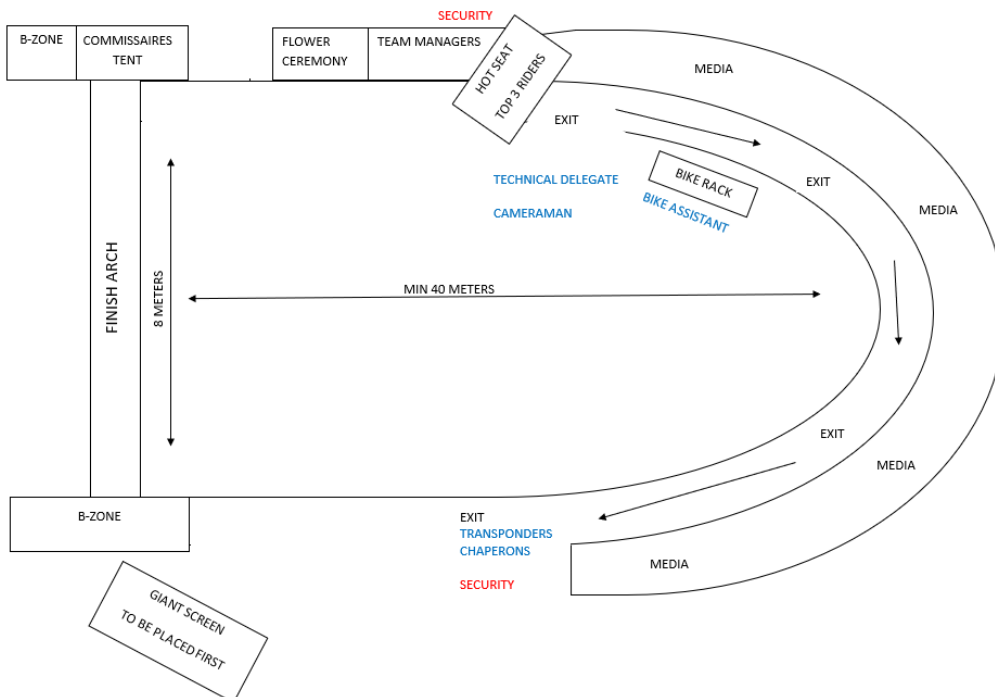 SECURITY
B-ZONE
COMMISSAIRES
TENT
FLOWER
CEREMONY
TEAM MANAGERS
HOT SEAT
TOP 3 RIDERS
MEDIA
EXIT
TECHNICAL DELEGATE
CAMERAMAN
BIKE RACK
BIKE ASSISTANT
EXIT
MEDIA
FINISH ARCH
8 METERS
MIN 40 METERS
EXIT
MEDIA
B-ZONE
EXIT
TRANSPONDERS
CHAPERONS
SECURITY
MEDIA
GIANT SCREEN
TO BE PLACED FIRST